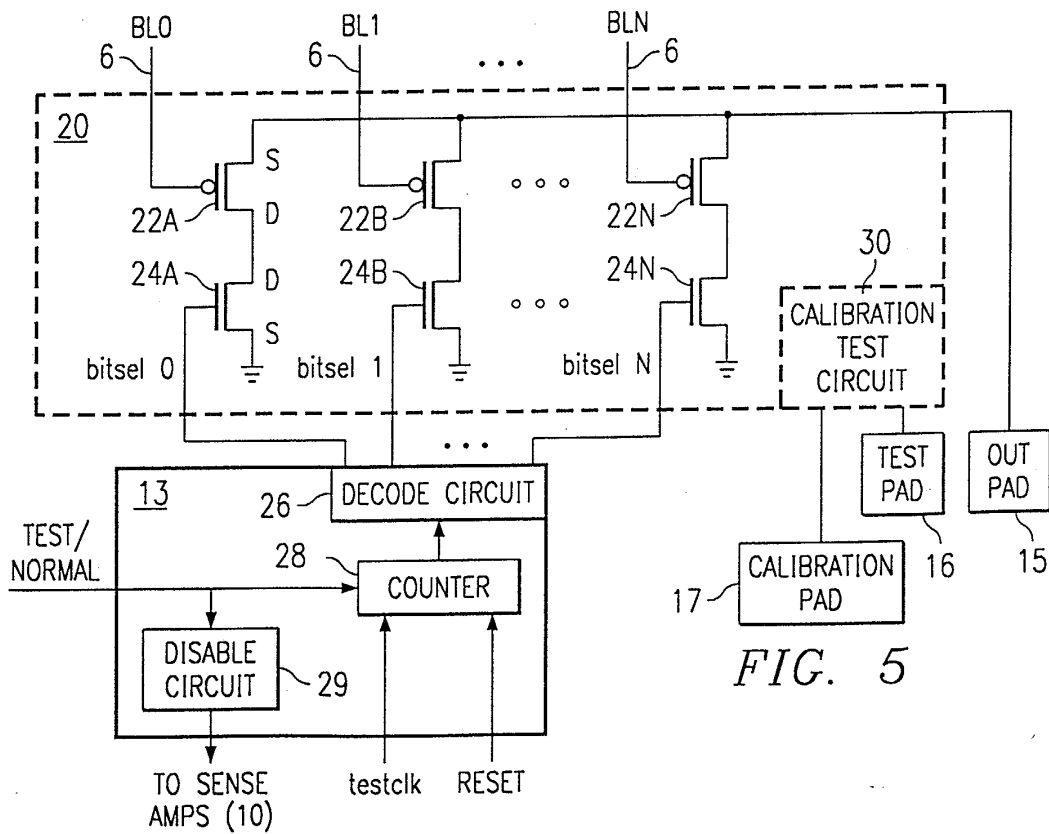 BL0 BL1 BLN
6 6 6
20
S
22A D 22B 22N
24A D 24B 24N 30
S
CALIBRATION
TEST
CIRCUIT
bitsel 0 bitsel 1 bitsel N
13
26 DECODE CIRCUIT
TEST
PAD
OUT
PAD
TEST/
NORMAL
28 COUNTER
16 15
17 CALIBRATION
PAD
DISABLE
CIRCUIT
29
FIG. 5
TO SENSE
AMPS (10)
testclk RESET